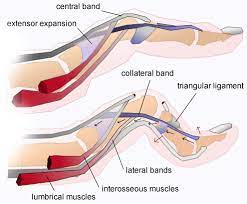 central band
extensor expansion
collateral band
triangular ligament
lateral bands
interosseous muscles
lumbrical muscles